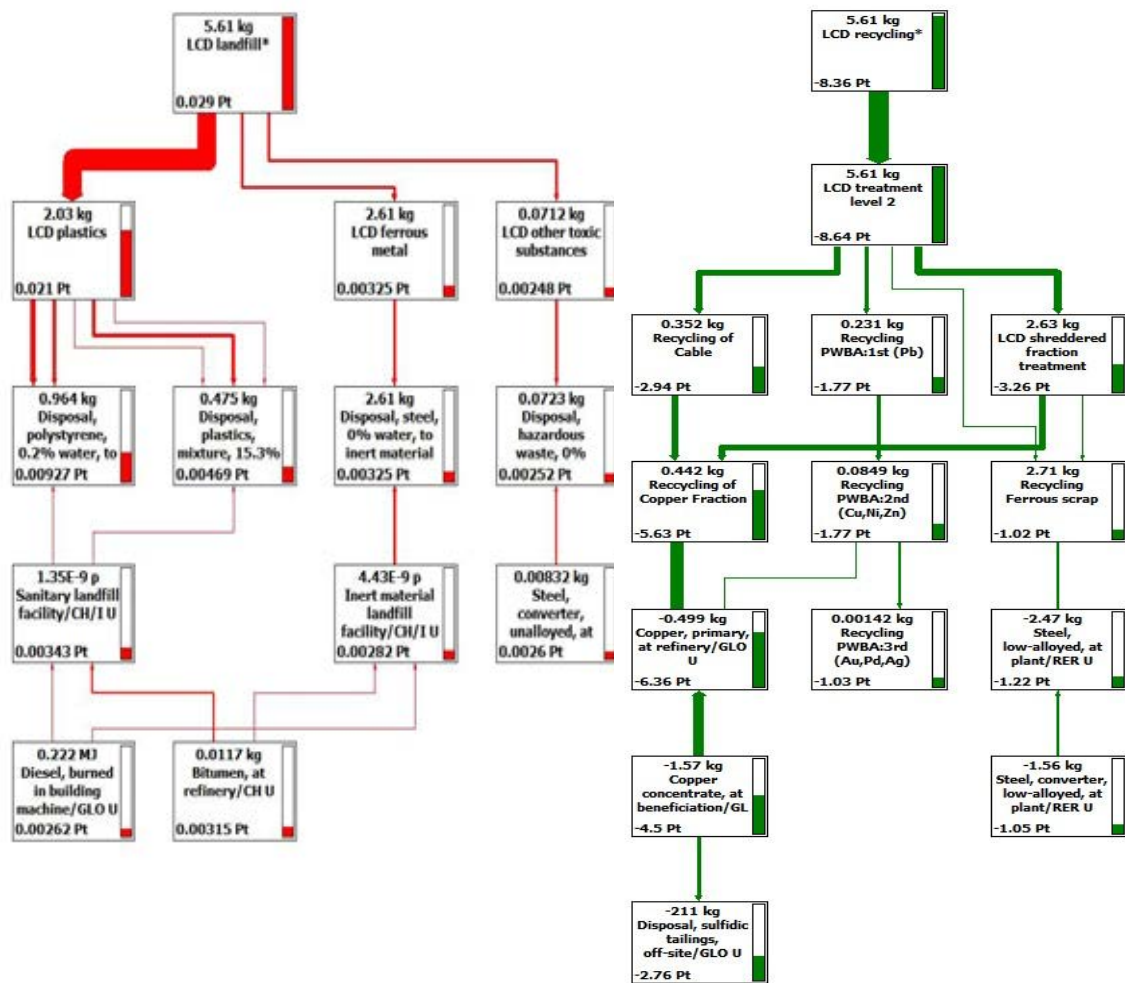 5.61 kg
LCD landfill*
0.029 Pt
2.03 kg
LCD plastics
0.021 Pt
2.61 kg
LCD ferrous
metal
0.00325 Pt
0.0712 kg
LCD other toxic
substances
0.00248 Pt
0.964 kg
Disposal,
polystyrene,
0.2% water, to
0.00927 Pt
0.475 kg
Disposal,
plastics,
mixture, 15.3%
0.00469 Pt
2.61 kg
Disposal, steel,
0% water, to
inert material
0.00325 Pt
0.0723 kg
Disposal,
hazardous
waste, 0%
0.00252 Pt
1.35E-9 p
Sanitary landfill
facility/CH/I U
0.00343 Pt
4.43E-9 p
Inert material
landfill
facility/CH/I U
0.00282 Pt
0.00832 kg
Steel,
converter,
unalloyed, at
0.0026 Pt
0.222 MJ
Diesel, burned
in building
machine/GLO U
0.00262 Pt
0.0117 kg
Bitumen, at
refinery/CH U
0.00315 Pt
5.61 kg
LCD recycling*
-8.36 Pt
5.61 kg
LCD treatment
level 2
-8.64 Pt
0.352 kg
Recycling of
Cable
-2.94 Pt
0.231 kg
Recycling
PWBA:1st (Pb)
-1.77 Pt
2.63 kg
LCD shreddered
fraction
treatment
-3.26 Pt
0.442 kg
Reccycling of
Copper Fraction
-5.63 Pt
0.0849 kg
Recycling
PWBA:2nd
(Cu,Ni,Zn)
-1.77 Pt
2.71 kg
Recycling
Ferrous scrap
-1.02 Pt
-0.499 kg
Copper, primary,
at refinery/GLO
U
-6.36 Pt
0.00142 kg
Recycling
PWBA:3rd
(Au,Pd,Ag)
-1.03 Pt
-2.47 kg
Steel,
low-alloyed, at
plant/RER U
-1.22 Pt
-1.57 kg
Copper
concentrate, at
beneficiation/GL
-4.5 Pt
-1.56 kg
Steel, converter,
low-alloyed, at
plant/RER U
-1.05 Pt
-211 kg
Disposal, sulfidic
tailings,
off-site/GLO U
-2.76 Pt